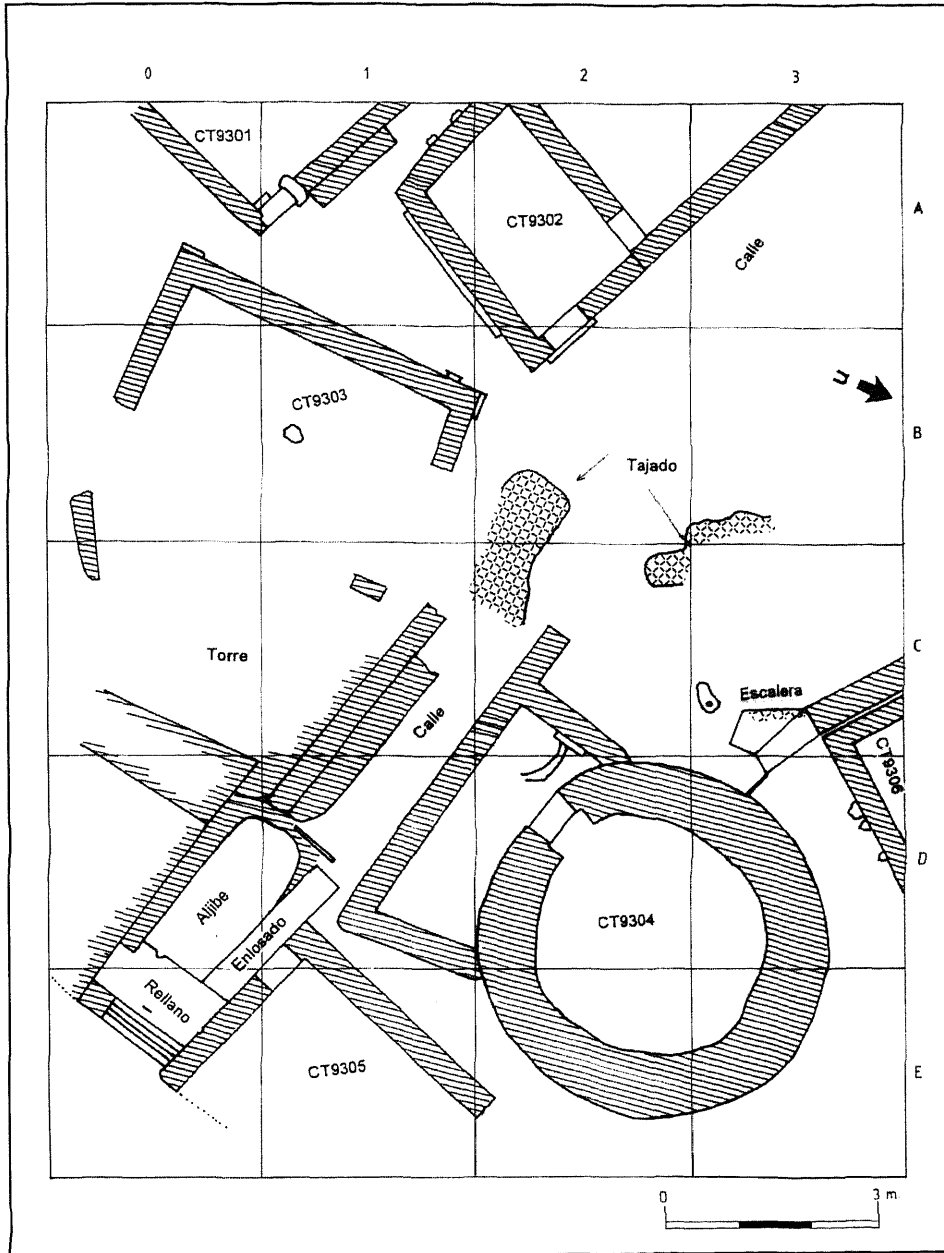 0 1 2 3
CT9301
A
CT9302
Calle
n
CT9303
B
Tajado
C
Torre
Escalera
Calle
CT9306
D
Aljibe
CT9304
Enlosado
Rellano
E
CT9305
0 3 m